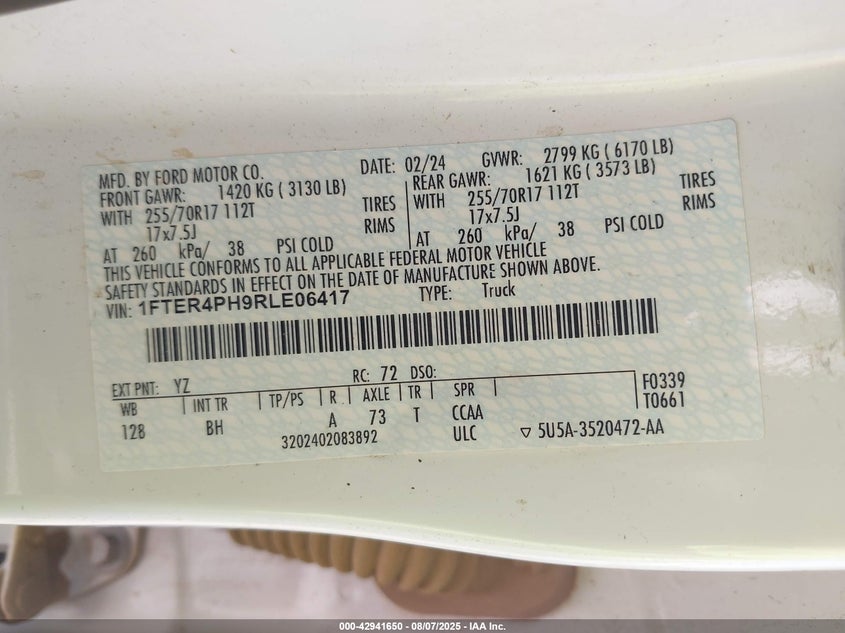 MFD. BY FORD MOTOR CO. DATE: 02/24 GVWR: 2799 KG ( 6170 LB)
FRONT GAWR: 1420 KG ( 3130 LB) REAR GAWR: 1621 KG ( 3573 LB)
WITH 255/70R17 112T TIRES WITH 255/70R17 112T TIRES
17x7.5J RIMS 17x7.5J RIMS
AT 260 kPa/ 38 PSI COLD AT 260 kPa/ 38 PSI COLD
THIS VEHICLE CONFORMS TO ALL APPLICABLE FEDERAL MOTOR VEHICLE
SAFETY STANDARDS IN EFFECT ON THE DATE OF MANUFACTURE SHOWN ABOVE.
VIN: 1FTER4PH9RLE06417 TYPE: Truck
EXT PNT: YZ RC: 72 DSO: F0339
WB INT TR TP/PS R AXLE TR SPR T0661
128 BH A 73 T CCAA
3202402083892 ULC ▽ 5U5A-3520472-AA
000-42941650 - 08/07/2025 - IAA Inc.